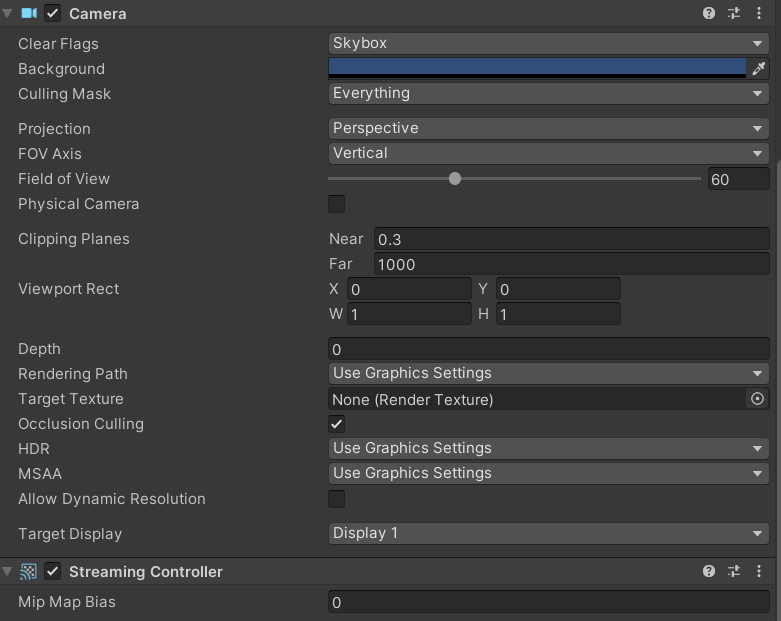 Camera
Clear Flags Skybox
Background
Culling Mask Everything
Projection Perspective
FOV Axis Vertical
Field of View 60
Physical Camera
Clipping Planes Near 0.3
Far 1000
Viewport Rect X 0 Y 0
W 1 H 1
Depth 0
Rendering Path Use Graphics Settings
Target Texture None (Render Texture)
Occlusion Culling
HDR Use Graphics Settings
MSAA Use Graphics Settings
Allow Dynamic Resolution
Target Display Display 1
Streaming Controller
Mip Map Bias 0